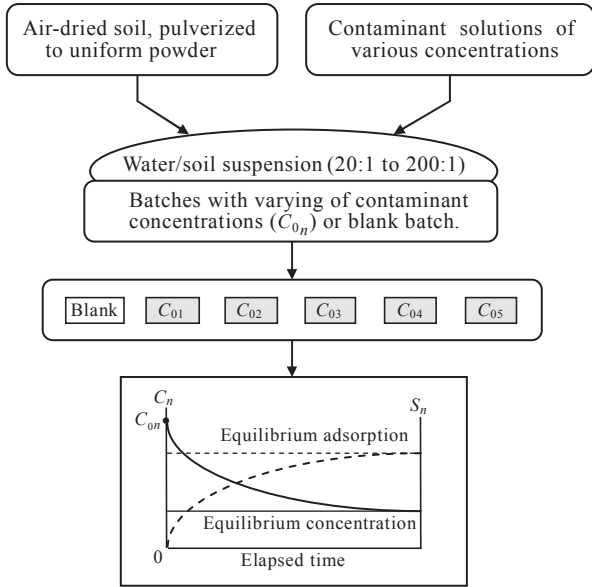 Air-dried soil, pulverized
to uniform powder
Contaminant solutions of
various concentrations
Water/soil suspension (20:1 to 200:1)
Batches with varying of contaminant
concentrations (C0n) or blank batch.
Blank C01 C02 C03 C04 C05
Cn
Sn
C0n
Equilibrium adsorption
Equilibrium concentration
0
Elapsed time